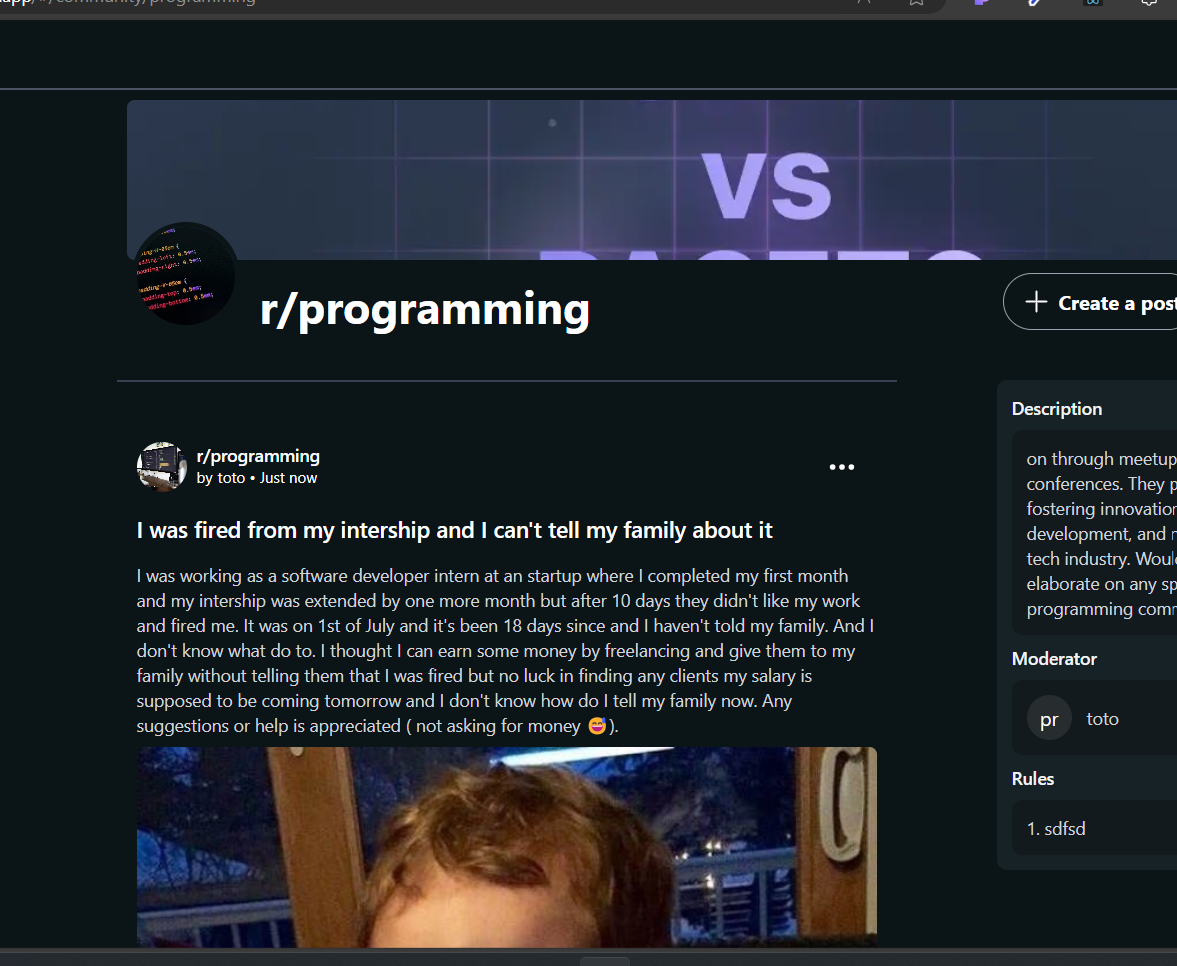 /community/programming
VS
r/programming
Create a post
r/programming
by toto • Just now
I was fired from my intership and I can't tell my family about it
I was working as a software developer intern at an startup where I completed my first month
and my intership was extended by one more month but after 10 days they didn't like my work
and fired me. It was on 1st of July and it's been 18 days since and I haven't told my family. And I
don't know what do to. I thought I can earn some money by freelancing and give them to my
family without telling them that I was fired but no luck in finding any clients my salary is
supposed to be coming tomorrow and I don't know how do I tell my family now. Any
suggestions or help is appreciated ( not asking for money 😅 ).
Description
on through meetup
conferences. They p
fostering innovation
development, and
tech industry. Would
elaborate on any sp
programming comm
Moderator
pr toto
Rules
1. sdfsd